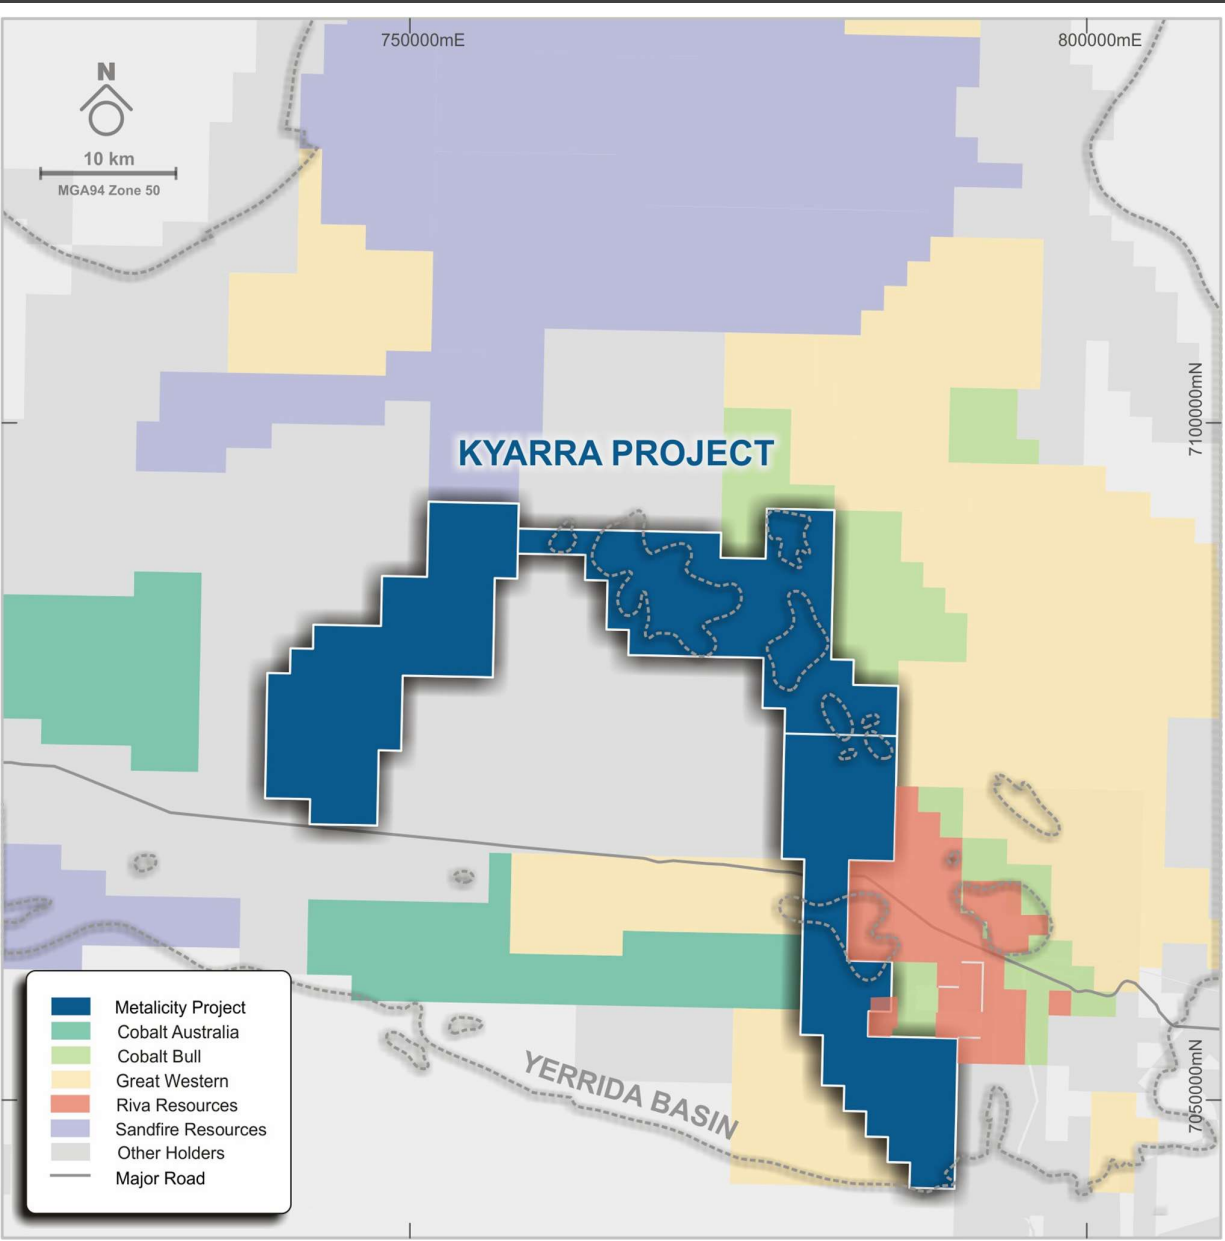 750000mE
800000mE
N
10 km
MGA94 Zone 50
7100000mN
KYARRA PROJECT
YERRIDA BASIN
7050000mN
Metalicity Project
Cobalt Australia
Cobalt Bull
Great Western
Riva Resources
Sandfire Resources
Other Holders
Major Road